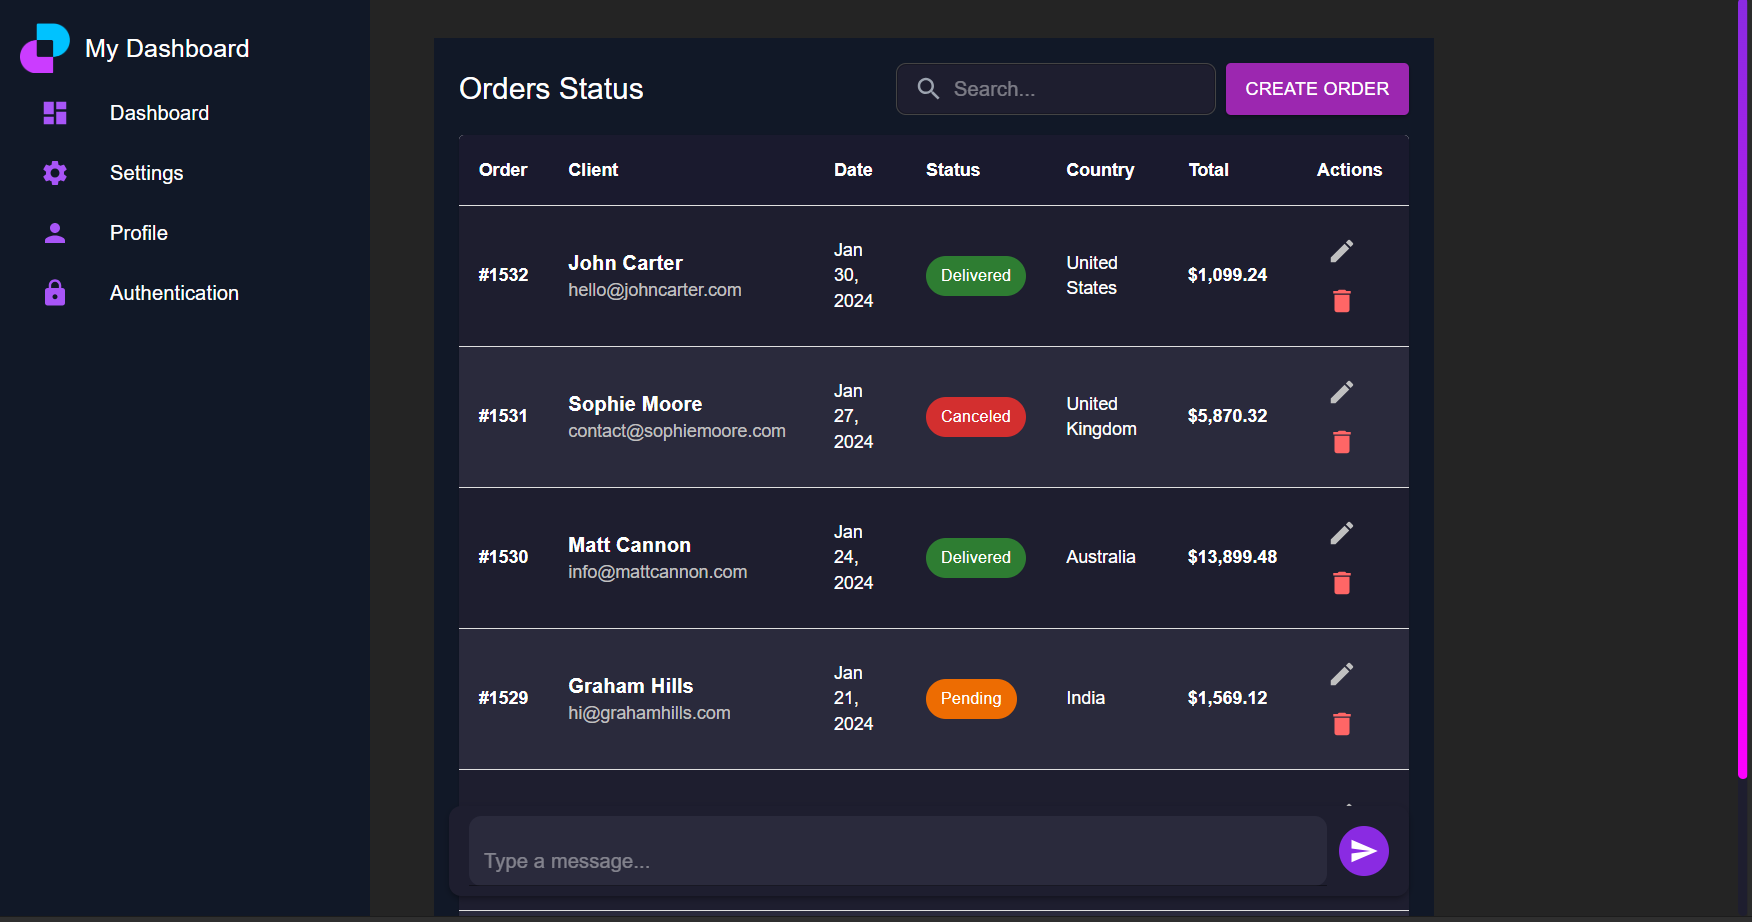 My Dashboard
Dashboard
Settings
Profile
Authentication
Orders Status
Search...
CREATE ORDER
Order Client Date Status Country Total Actions
#1532
John Carter
hello@johncarter.com
Jan
30,
2024
Delivered
United
States
$1,099.24
#1531
Sophie Moore
contact@sophiemoore.com
Jan
27,
2024
Canceled
United
Kingdom
$5,870.32
#1530
Matt Cannon
info@mattcannon.com
Jan
24,
2024
Delivered
Australia
$13,899.48
#1529
Graham Hills
hi@grahamhills.com
Jan
21,
2024
Pending
India
$1,569.12
Type a message...